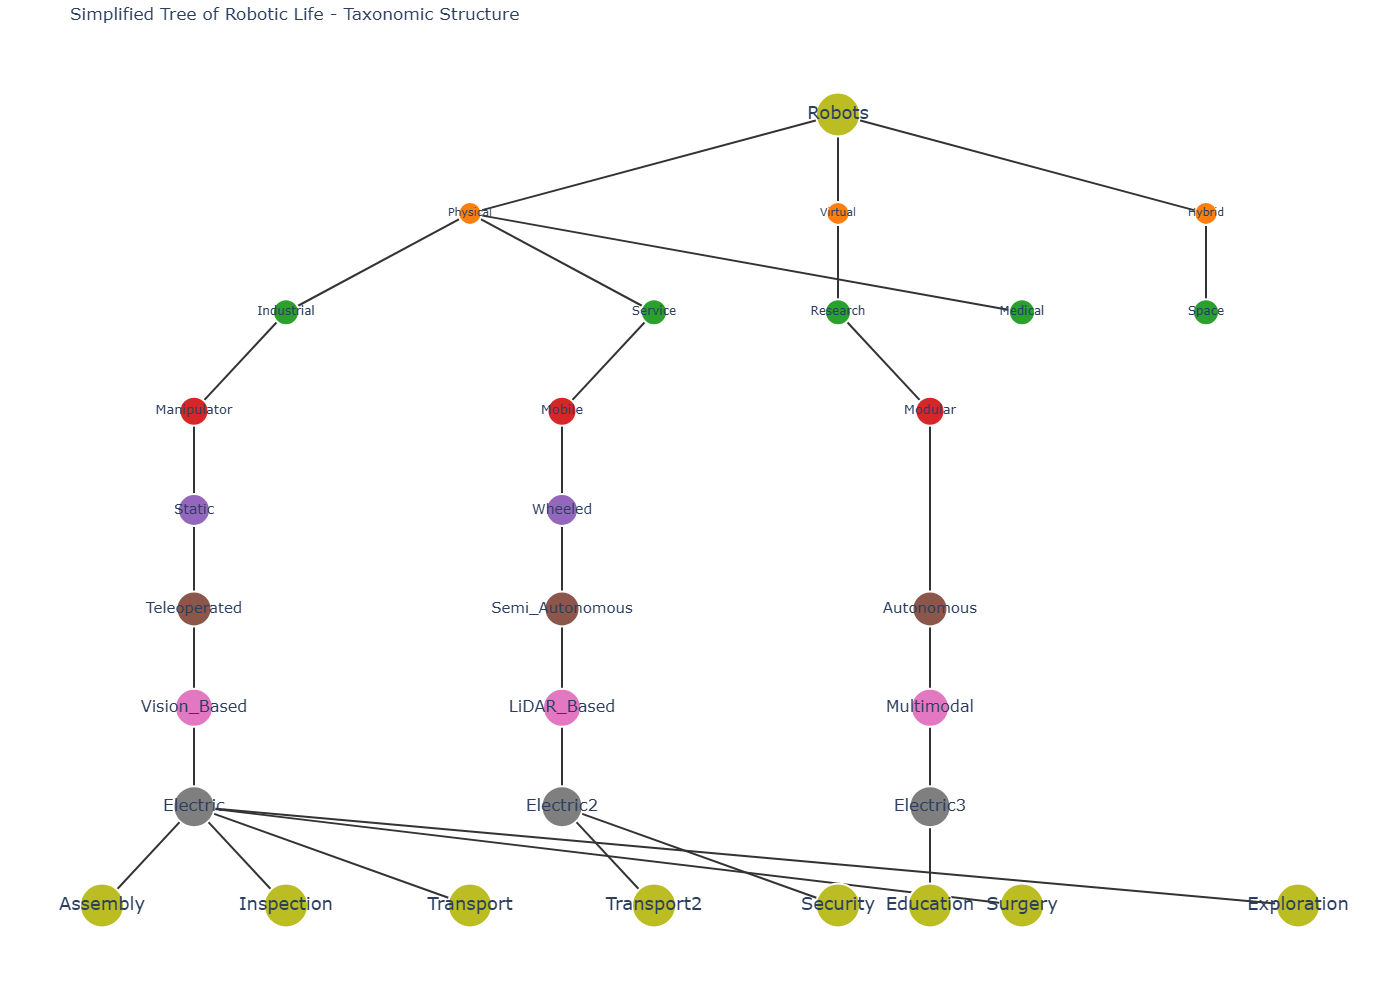 Simplified Tree of Robotic Life - Taxonomic Structure
Robots
Physical
Virtual
Hybrid
Industrial
Service
Research
Medical
Space
Manipulator
Mobile
Modular
Static
Wheeled
Teleoperated
Semi_Autonomous
Autonomous
Vision_Based
LiDAR_Based
Multimodal
Electric
Electric2
Electric3
Assembly
Inspection
Transport
Transport2
Security
Education
Surgery
Exploration